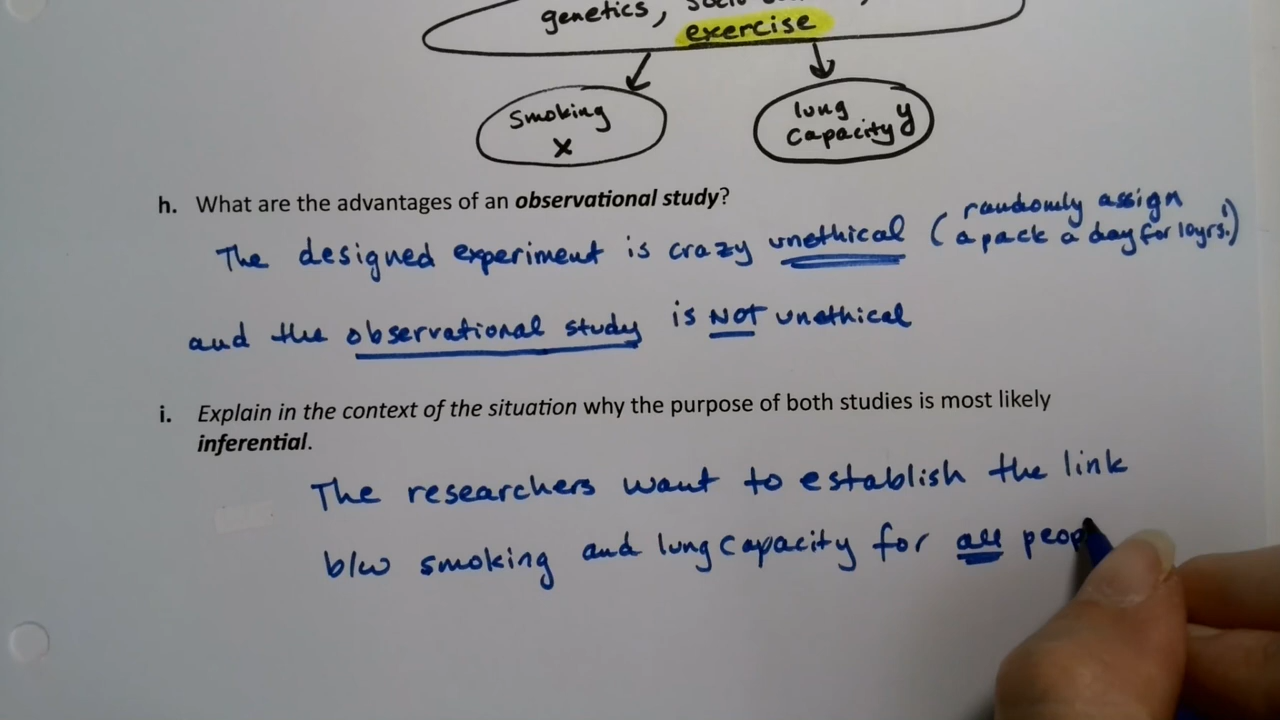 genetics,
exercise
smoking
x
lung
capacity y
h. What are the advantages of an observational study?
The designed experiment is crazy unethical (randomly assign
a pack a day for 10yrs!)
and the observational study is NOT unethical
i. Explain in the context of the situation why the purpose of both studies is most likely
inferential.
The researchers want to establish the link
b/w smoking and lung capacity for all peop